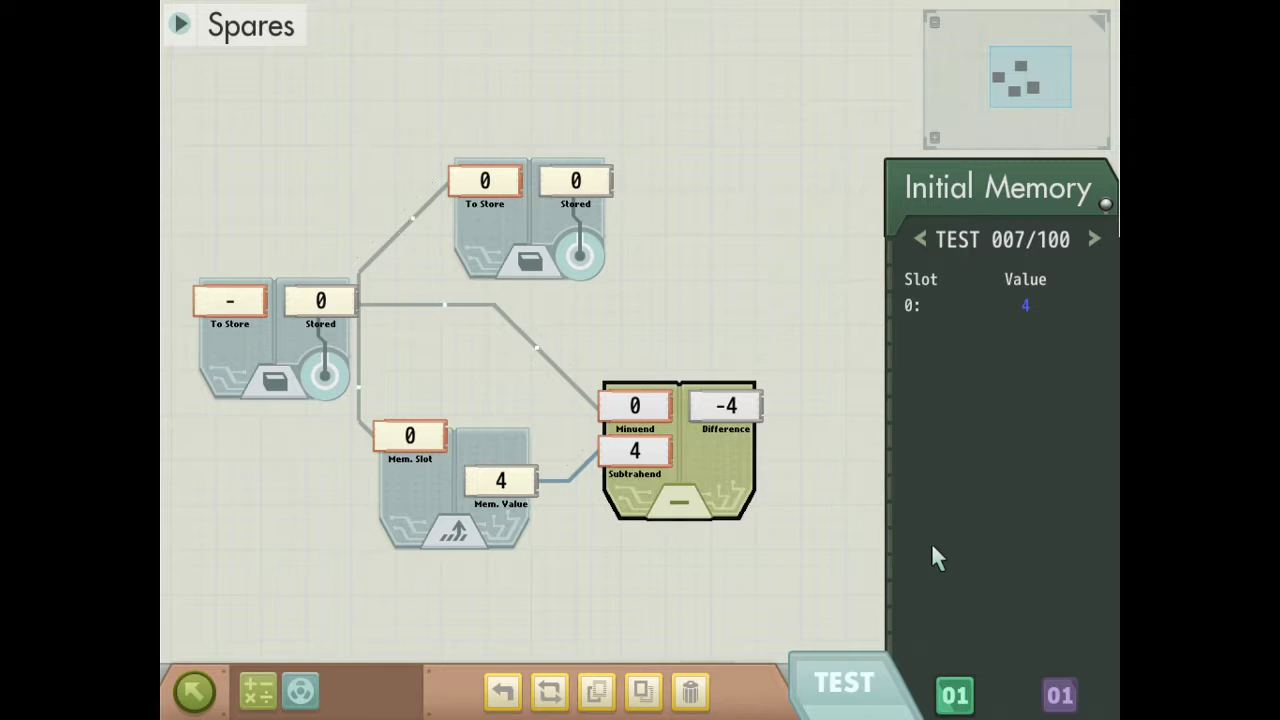 Spares
0 0
To Store Stored
- 0
To Store Stored
0 -4
Minuend Difference
0
4
Mem. Slot
Subtrahend
4
Mem. Value
Initial Memory
< TEST 007/100 >
Slot Value
0: 4
TEST
01 01